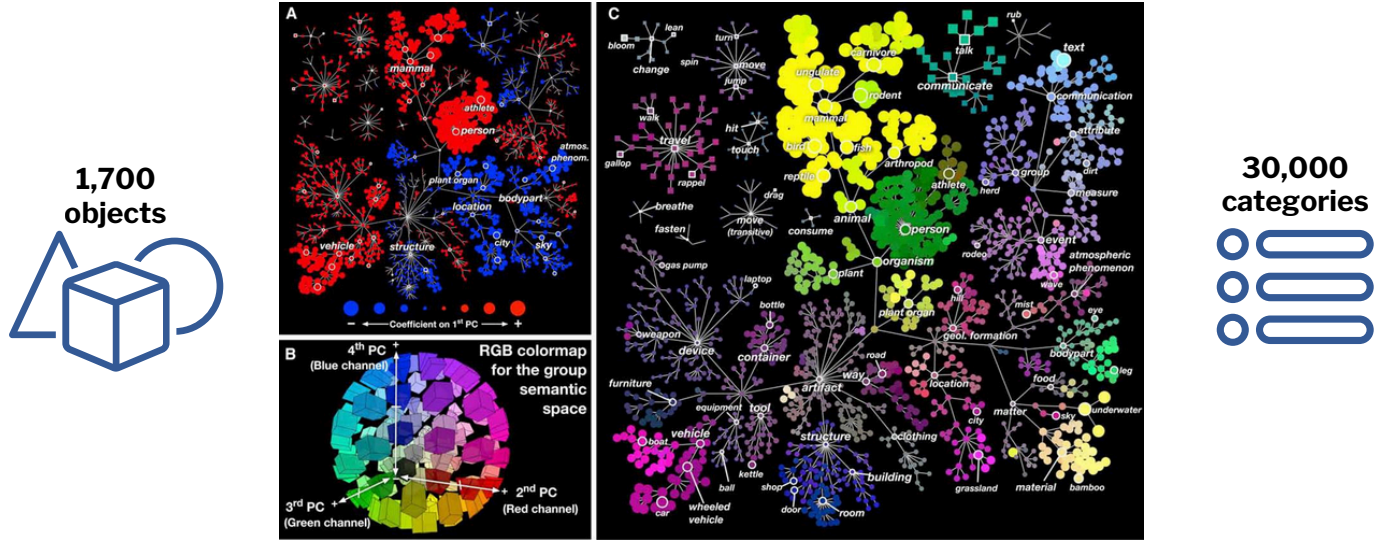 1,700
objects
A
mammal
athlete
person
atmos.
phenom.
plant organ
location
bodypart
city
sky
vehicle
structure
−
Coefficient on 1st PC
+
B
4th PC
(Blue channel)
+
RGB colormap
for the group
semantic
space
3rd PC
+
(Green channel)
+
2nd PC
(Red channel)
C
bloom
lean
change
turn
spin
move
jump
carnivore
ungulate
rodent
mammal
bird
fish
reptile
arthropod
animal
talk
communicate
rub
text
communication
attribute
dirt
measure
group
herd
walk
travel
gallop
rappel
hit
touch
breathe
fasten
drag
move
(transitive)
consume
athlete
person
organism
plant
plant organ
rodeo
event
wave
atmospheric
phenomenon
gas pump
laptop
bottle
weapon
device
container
hill
geol. formation
mist
eye
bodypart
leg
road
way
artifact
location
food
matter
city
sky
underwater
furniture
equipment
tool
vehicle
boat
structure
clothing
kettle
ball
car
wheeled
vehicle
shop
door
room
building
grassland
material
bamboo
30,000
categories